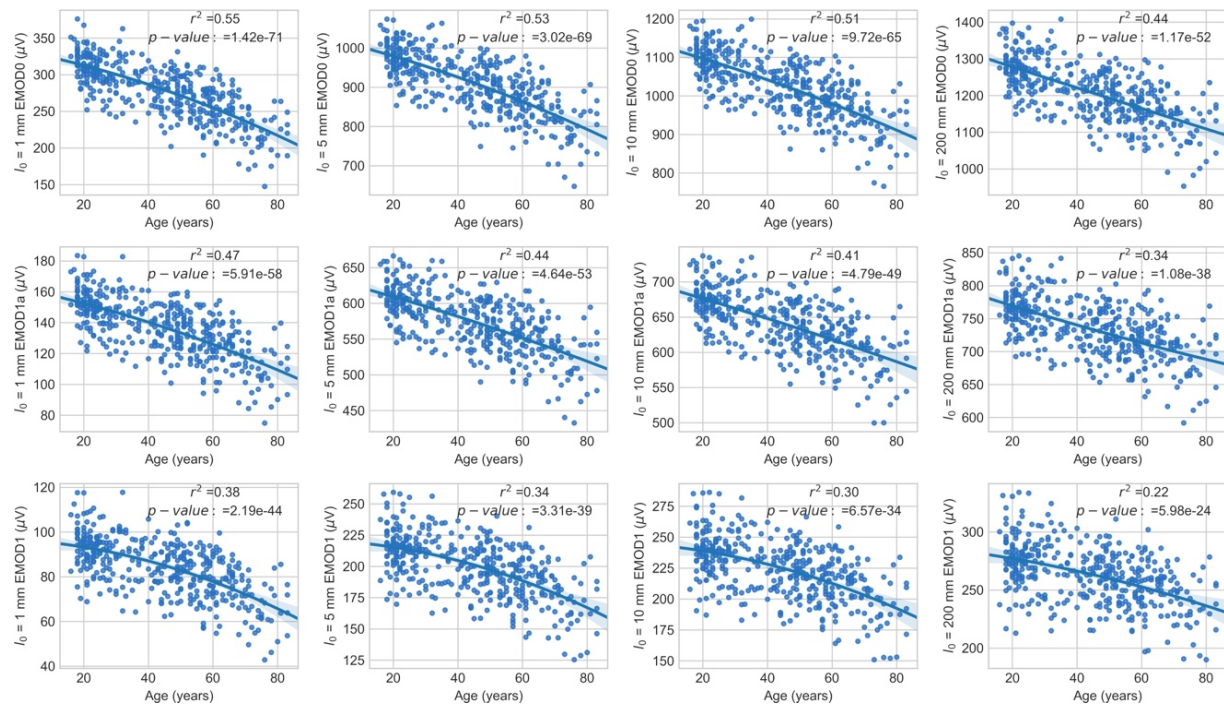 r² =0.55
p − value : =1.42e-71
l₀ = 1 mm EMOD0 (µV)
350
300
250
200
150
20 40 60 80
Age (years)
r² =0.53
p − value : =3.02e-69
l₀ = 5 mm EMOD0 (µV)
1000
900
800
700
20 40 60 80
Age (years)
r² =0.51
p − value : =9.72e-65
l₀ = 10 mm EMOD0 (µV)
1200
1100
1000
900
800
20 40 60 80
Age (years)
r² =0.44
p − value : =1.17e-52
l₀ = 200 mm EMOD0 (µV)
1400
1300
1200
1100
1000
20 40 60 80
Age (years)
r² =0.47
p − value : =5.91e-58
l₀ = 1 mm EMOD1a (µV)
180
160
140
120
100
80
20 40 60 80
Age (years)
r² =0.44
p − value : =4.64e-53
l₀ = 5 mm EMOD1a (µV)
650
600
550
500
450
20 40 60 80
Age (years)
r² =0.41
p − value : =4.79e-49
l₀ = 10 mm EMOD1a (µV)
700
650
600
550
500
20 40 60 80
Age (years)
r² =0.34
p − value : =1.08e-38
l₀ = 200 mm EMOD1a (µV)
850
800
750
700
650
600
20 40 60 80
Age (years)
r² =0.38
p − value : =2.19e-44
l₀ = 1 mm EMOD1 (µV)
120
100
80
60
40
20 40 60 80
Age (years)
r² =0.34
p − value : =3.31e-39
l₀ = 5 mm EMOD1 (µV)
250
225
200
175
150
125
20 40 60 80
Age (years)
r² =0.30
p − value : =6.57e-34
l₀ = 10 mm EMOD1 (µV)
275
250
225
200
175
150
20 40 60 80
Age (years)
r² =0.22
p − value : =5.98e-24
l₀ = 200 mm EMOD1 (µV)
300
250
200
20 40 60 80
Age (years)